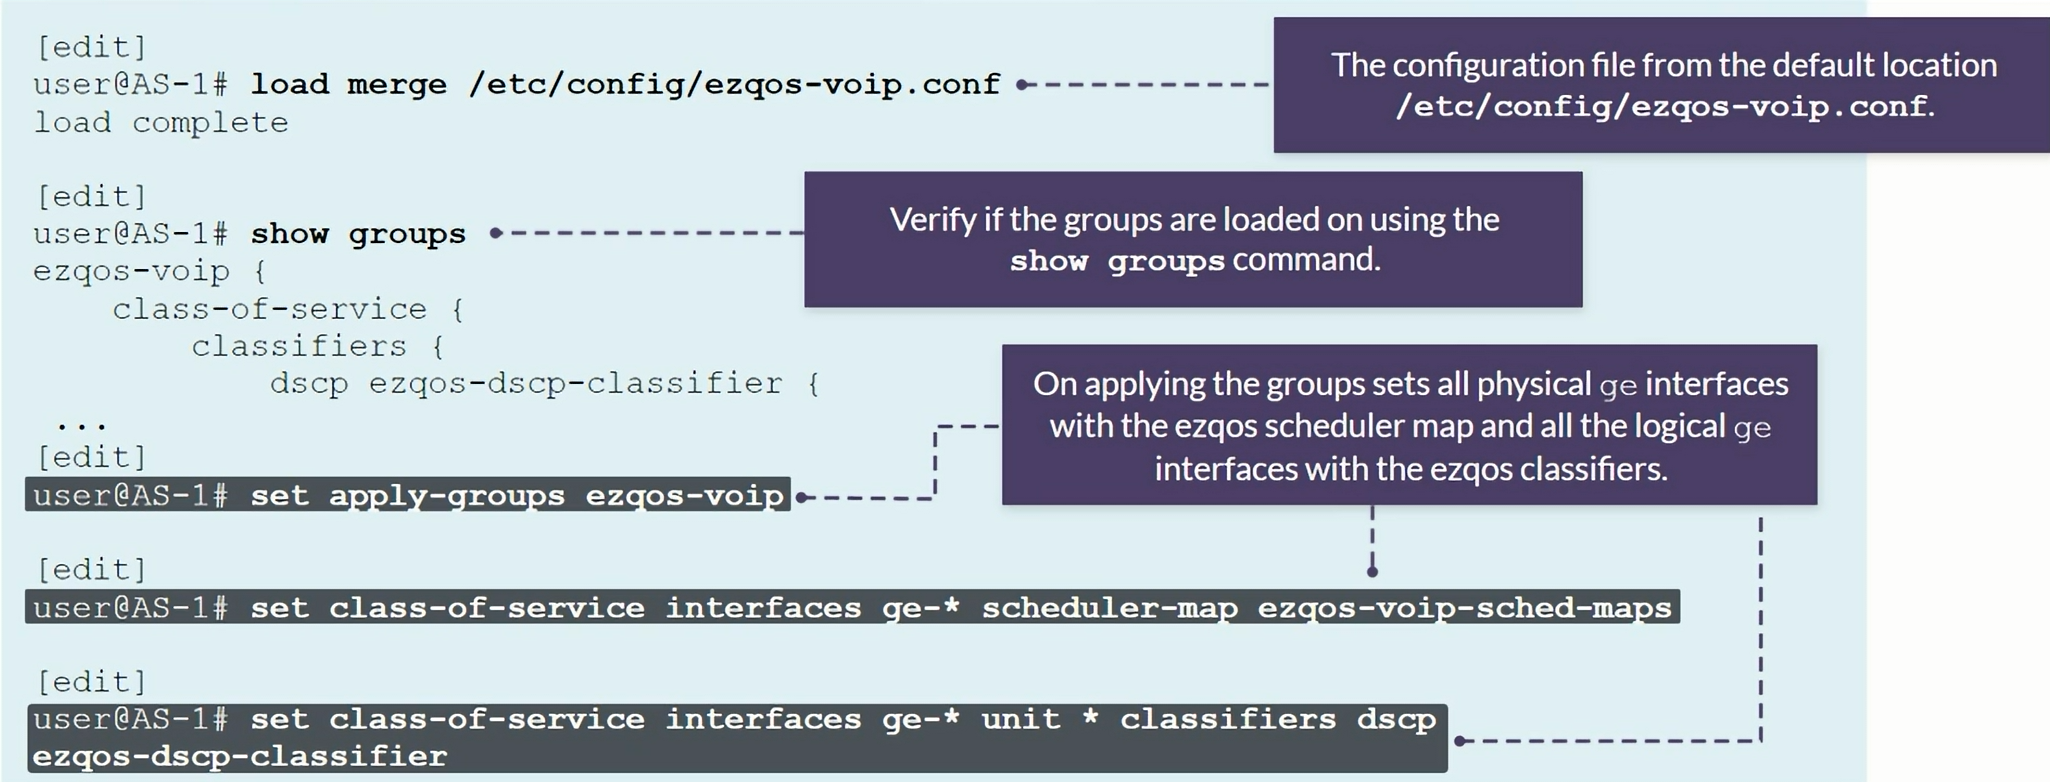 [edit]
user@AS-1# load merge /etc/config/ezqos-voip.conf
load complete
The configuration file from the default location
/etc/config/ezqos-voip.conf.
[edit]
user@AS-1# show groups
ezqos-voip {
class-of-service {
classifiers {
dscp ezqos-dscp-classifier {
...
Verify if the groups are loaded on using the
show groups command.
[edit]
user@AS-1# set apply-groups ezqos-voip
On applying the groups sets all physical ge interfaces
with the ezqos scheduler map and all the logical ge
interfaces with the ezqos classifiers.
[edit]
user@AS-1# set class-of-service interfaces ge-* scheduler-map ezqos-voip-sched-maps
[edit]
user@AS-1# set class-of-service interfaces ge-* unit * classifiers dscp
ezqos-dscp-classifier